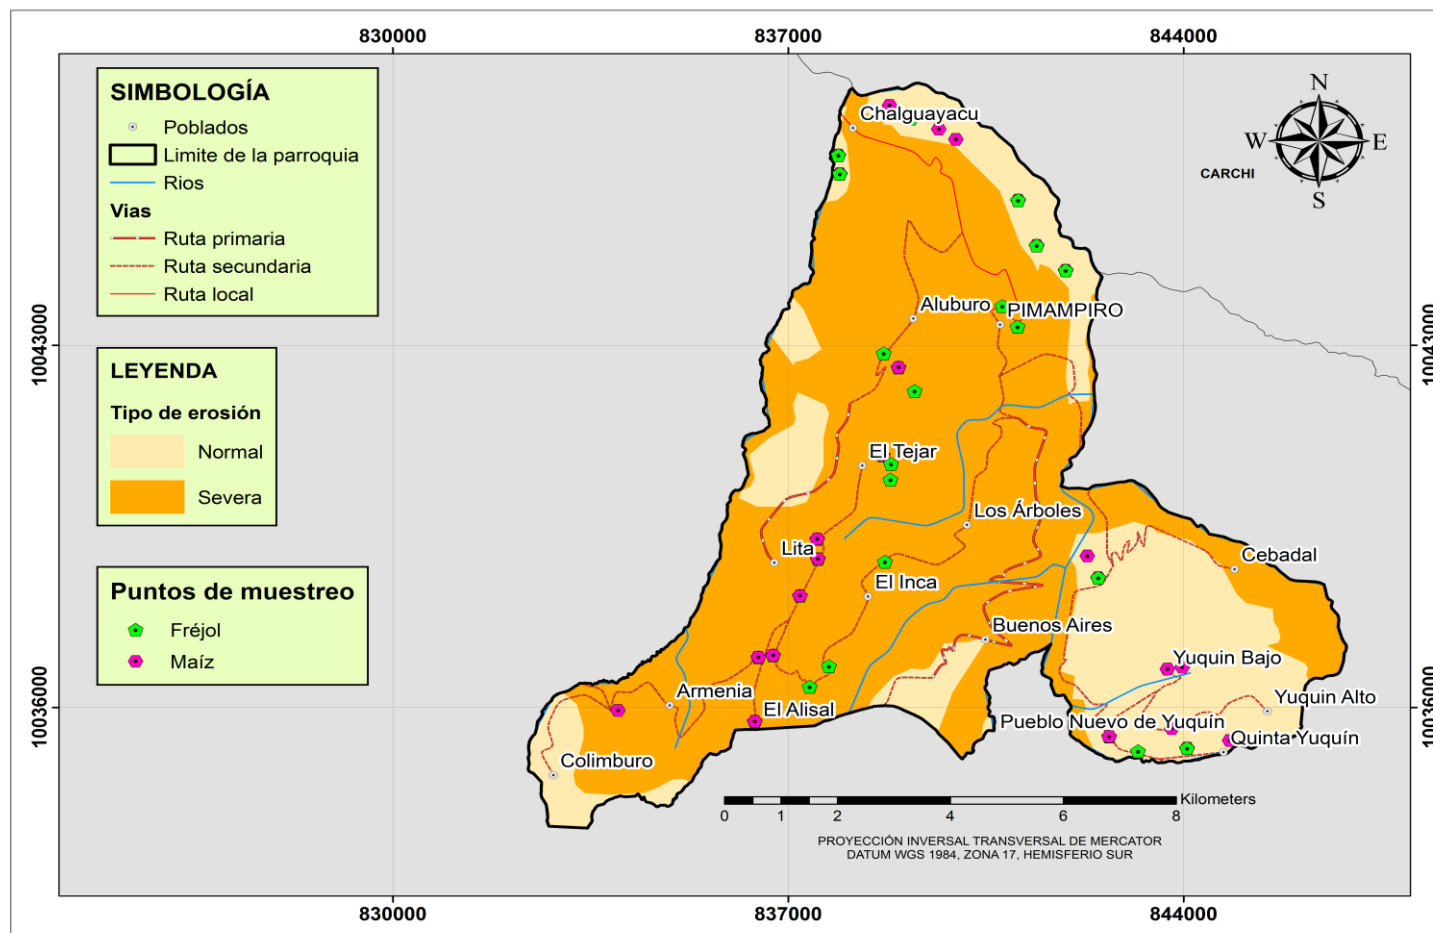 830000
837000
844000
SIMBOLOGÍA
Poblados
Limite de la parroquia
Rios
Vias
Ruta primaria
Ruta secundaria
Ruta local
LEYENDA
Tipo de erosión
Normal
Severa
Puntos de muestreo
Fréjol
Maíz
N
W
E
S
CARCHI
10043000
10043000
10036000
10036000
Chalguayacu
Aluburo
PIMAMPIRO
El Tejar
Los Árboles
Lita
El Inca
Cebadal
Buenos Aires
Yuquin Bajo
Armenia
El Alisal
Yuquin Alto
Pueblo Nuevo de Yuquín
Quinta Yuquín
Colimburo
Kilometers
0 1 2 4 6 8
PROYECCIÓN INVERSAL TRANSVERSAL DE MERCATOR
DATUM WGS 1984, ZONA 17, HEMISFERIO SUR
830000
837000
844000